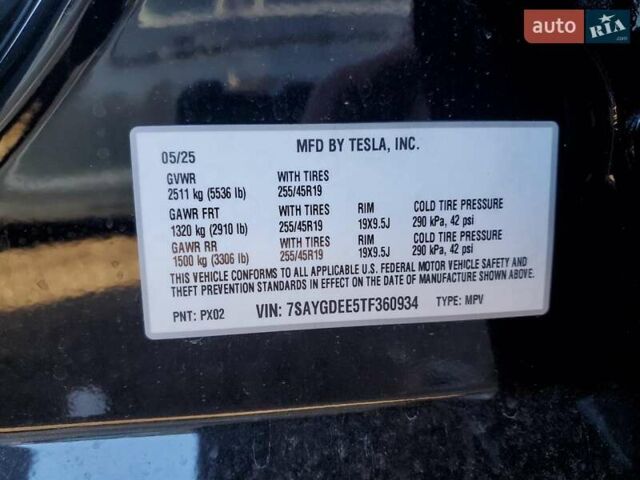 auto RIA.com
MFD BY TESLA, INC.
05/25
GVWR WITH TIRES
2511 kg (5536 lb) 255/45R19
GAWR FRT WITH TIRES RIM COLD TIRE PRESSURE
1320 kg (2910 lb) 255/45R19 19X9.5J 290 kPa, 42 psi
GAWR RR WITH TIRES RIM COLD TIRE PRESSURE
1500 kg (3306 lb) 255/45R19 19X9.5J 290 kPa, 42 psi
THIS VEHICLE CONFORMS TO ALL APPLICABLE U.S. FEDERAL MOTOR VEHICLE SAFETY AND
THEFT PREVENTION STANDARDS IN EFFECT ON THE DATE OF MANUFACTURE SHOWN ABOVE.
PNT: PX02 VIN: 7SAYGDEE5TF360934 TYPE: MPV